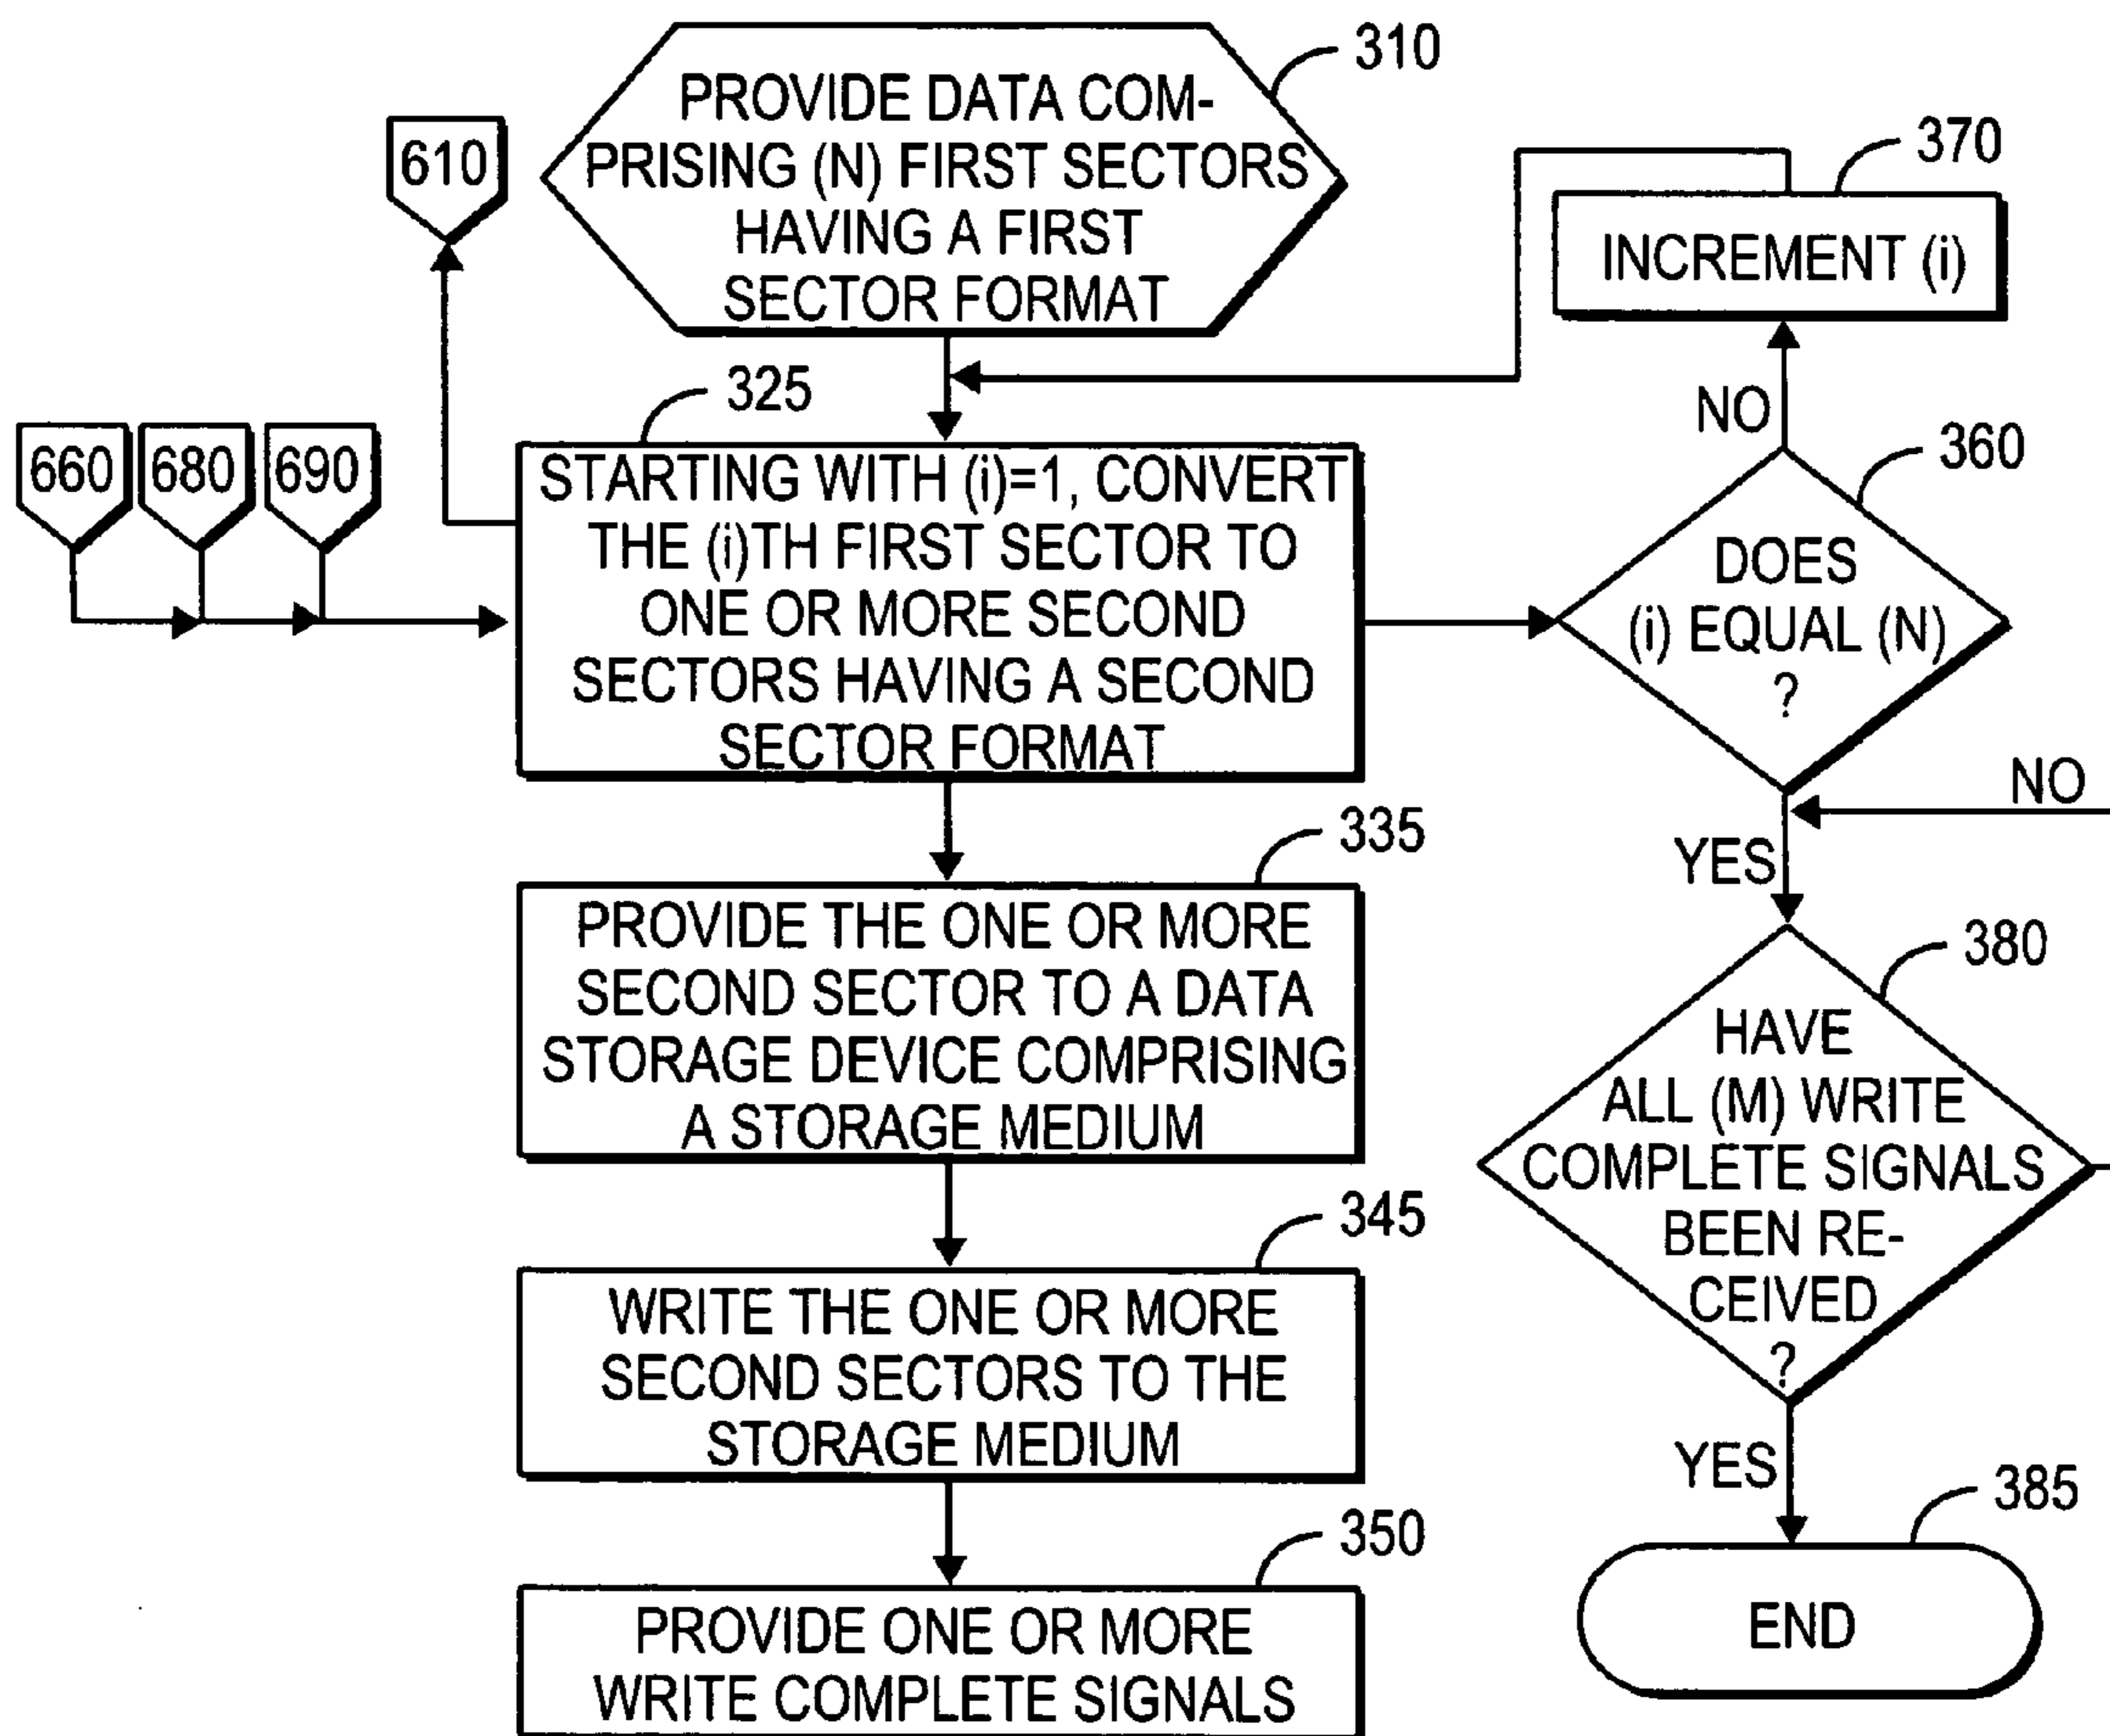 310
PROVIDE DATA COM-
PRISING (N) FIRST SECTORS
HAVING A FIRST
SECTOR FORMAT
610
370
INCREMENT (i)
325
660
680
690
STARTING WITH (i)=1, CONVERT
THE (i)TH FIRST SECTOR TO
ONE OR MORE SECOND
SECTORS HAVING A SECOND
SECTOR FORMAT
NO
360
DOES
(i) EQUAL (N)
?
NO
YES
335
PROVIDE THE ONE OR MORE
SECOND SECTOR TO A DATA
STORAGE DEVICE COMPRISING
A STORAGE MEDIUM
380
HAVE
ALL (M) WRITE
COMPLETE SIGNALS
BEEN RE-
CEIVED
?
345
WRITE THE ONE OR MORE
SECOND SECTORS TO THE
STORAGE MEDIUM
YES
385
END
350
PROVIDE ONE OR MORE
WRITE COMPLETE SIGNALS